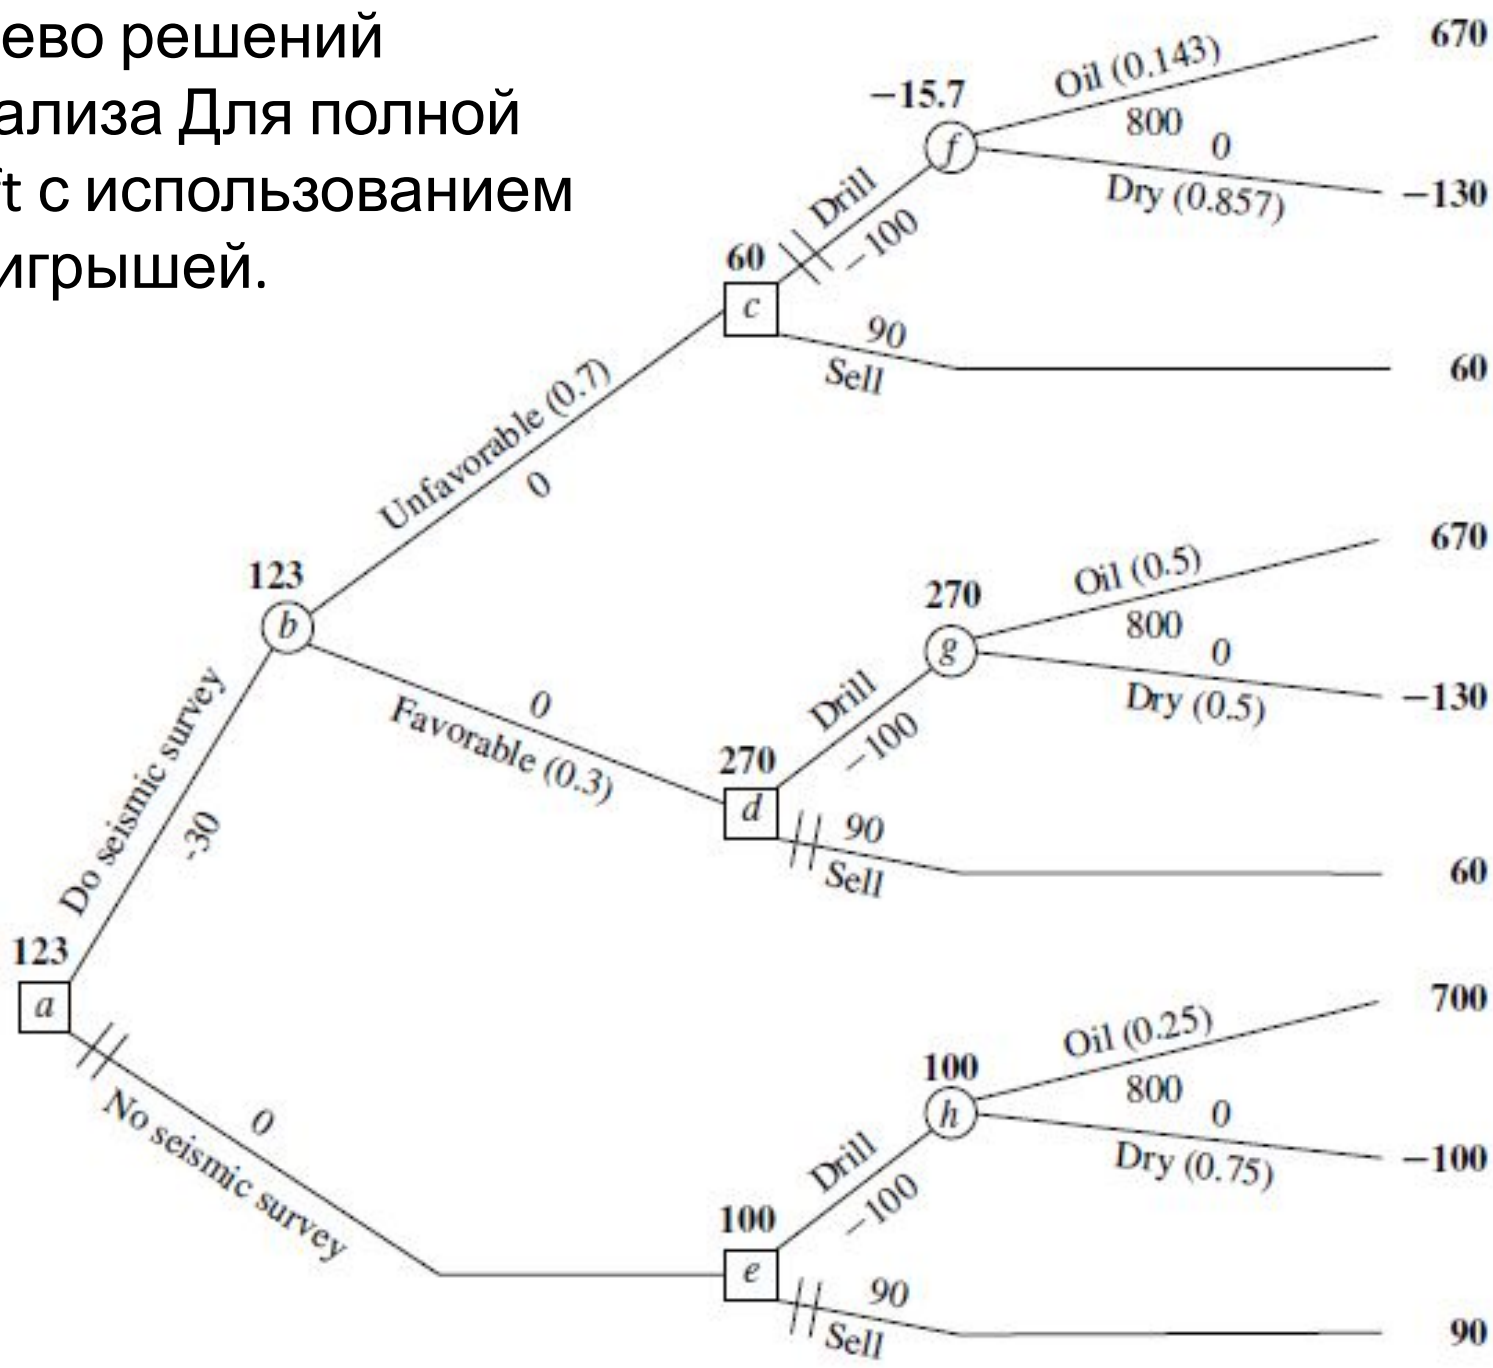 ево решений
ализа Для полной
ft с использованием
игрышей.
670
Oil (0.143)
−15.7
f
800
0
Dry (0.857)
−130
Drill
−100
60
c
90
Sell
60
Unfavorable (0.7)
0
670
Oil (0.5)
270
g
800
0
Dry (0.5)
−130
123
b
0
Favorable (0.3)
Drill
−100
270
d
90
Sell
60
Do seismic survey
-30
123
a
0
No seismic survey
700
Oil (0.25)
100
h
800
0
Dry (0.75)
−100
Drill
−100
100
e
90
Sell
90